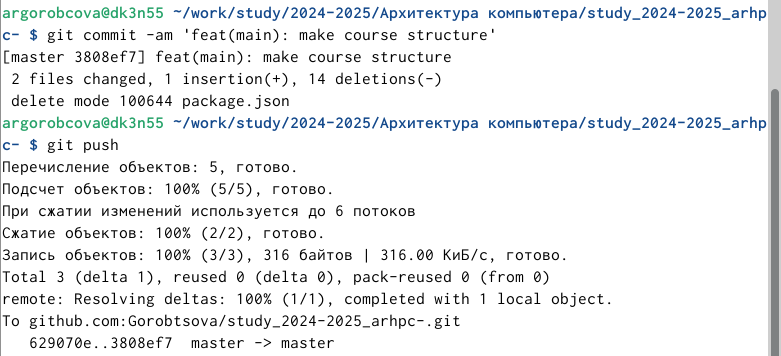 argorobcova@dk3n55 ~/work/study/2024-2025/Архитектура компьютера/study_2024-2025_arhp
c- $ git commit -am 'feat(main): make course structure'
[master 3808ef7] feat(main): make course structure
 2 files changed, 1 insertion(+), 14 deletions(-)
 delete mode 100644 package.json
argorobcova@dk3n55 ~/work/study/2024-2025/Архитектура компьютера/study_2024-2025_arhp
c- $ git push
Перечисление объектов: 5, готово.
Подсчет объектов: 100% (5/5), готово.
При сжатии изменений используется до 6 потоков
Сжатие объектов: 100% (2/2), готово.
Запись объектов: 100% (3/3), 316 байтов | 316.00 КиБ/с, готово.
Total 3 (delta 1), reused 0 (delta 0), pack-reused 0 (from 0)
remote: Resolving deltas: 100% (1/1), completed with 1 local object.
To github.com:Gorobtsova/study_2024-2025_arhpc-.git
   629070e..3808ef7  master -> master